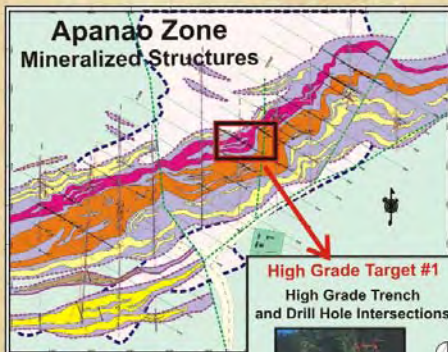 Apanao Zone
Mineralized Structures
High Grade Target #1
High Grade Trench
and Drill Hole Intersections